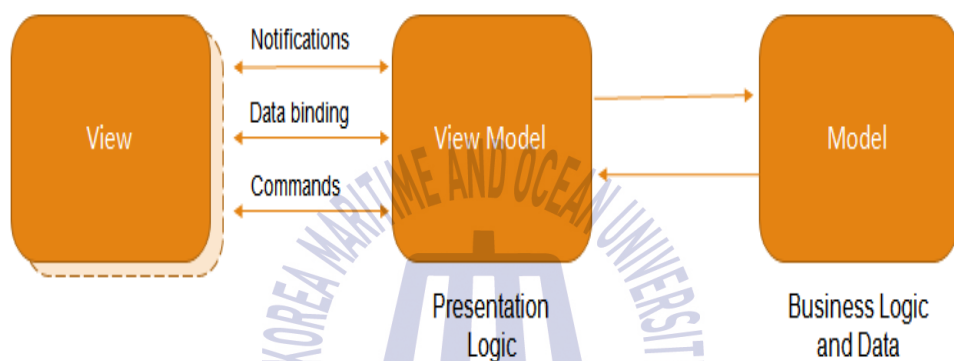 Notifications
View
Data binding
View Model
Model
Commands
KOREA MARITIME AND OCEAN UNIVERSIT
Presentation
Logic
Business Logic
and Data